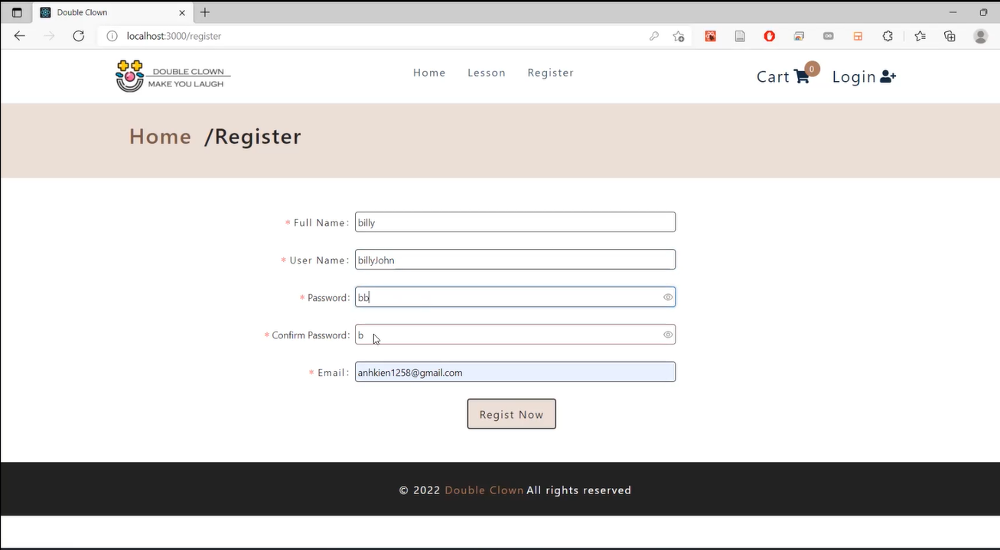 Double Clown
localhost:3000/register
DOUBLE CLOWN
MAKE YOU LAUGH
Home Lesson Register
Cart 0 Login
Home /Register
* Full Name: billy
* User Name: billyJohn
* Password: bb
* Confirm Password: b
* Email: anhkien1258@gmail.com
Regist Now
© 2022 Double Clown All rights reserved